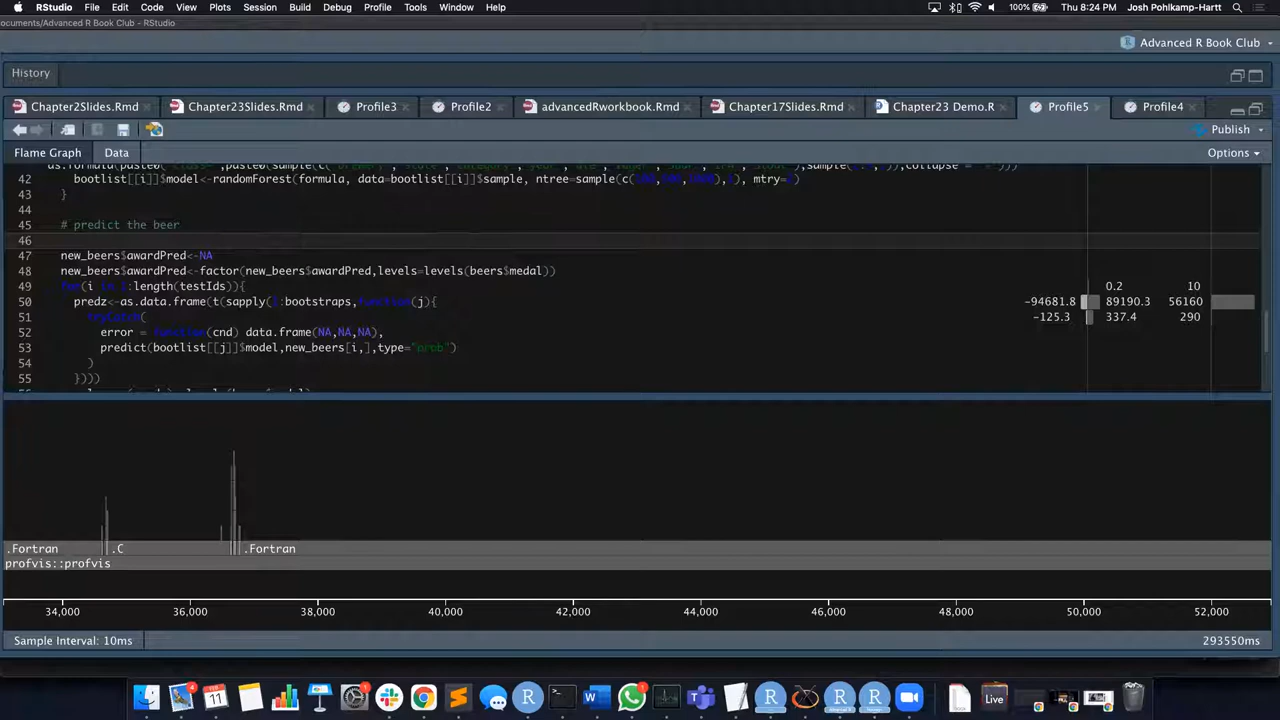 RStudio File Edit Code View Plots Session Build Debug Profile Tools Window Help 100% Thu 8:24 PM Josh Pohlkamp-Hartt
ocuments/Advanced R Book Club - RStudio
Advanced R Book Club
History
Chapter2Slides.Rmd Chapter23Slides.Rmd Profile3 Profile2 advancedRworkbook.Rmd Chapter17Slides.Rmd Chapter23 Demo.R Profile5 Profile4
Publish
Flame Graph Data Options
42 bootlist[[i]]$model<-randomForest(formula, data=bootlist[[i]]$sample, ntree=sample(c(
43 }
44
45 # predict the beer
46
47 new_beers$awardPred<-NA
48 new_beers$awardPred<-factor(new_beers$awardPred,levels=levels(beers$medal))
49 for(i in :length(testIds)){ 0.2 10
50 predz<-as.data.frame(t(sapply( :bootstraps,function(j){ -94681.8 89190.3 56160
51 tryCatch( -125.3 337.4 290
52 error = function(cnd) data.frame(NA,NA,NA),
53 predict(bootlist[[j]]$model,new_beers[i,],type="prob")
54 )
55 })))
.Fortran .C .Fortran
profvis::profvis
34,000 36,000 38,000 40,000 42,000 44,000 46,000 48,000 50,000 52,000
Sample Interval: 10ms 293550ms
4 11 Live